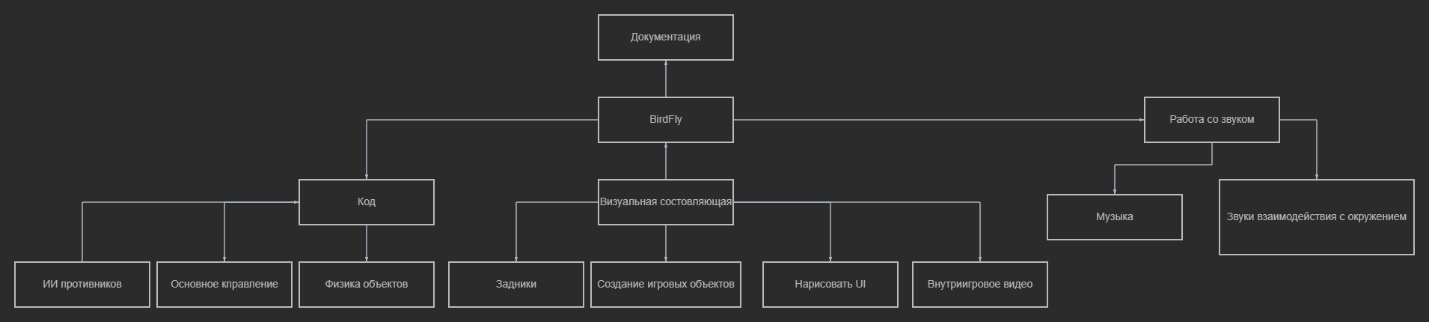 Документация
BirdFly
Работа со звуком
Код
Визуальная состовляющая
Музыка
Звуки взаимодействия с окружением
ИИ противников
Основное кправление
Физика объектов
Задники
Создание игровых объектов
Нарисовать UI
Внутриигровое видео